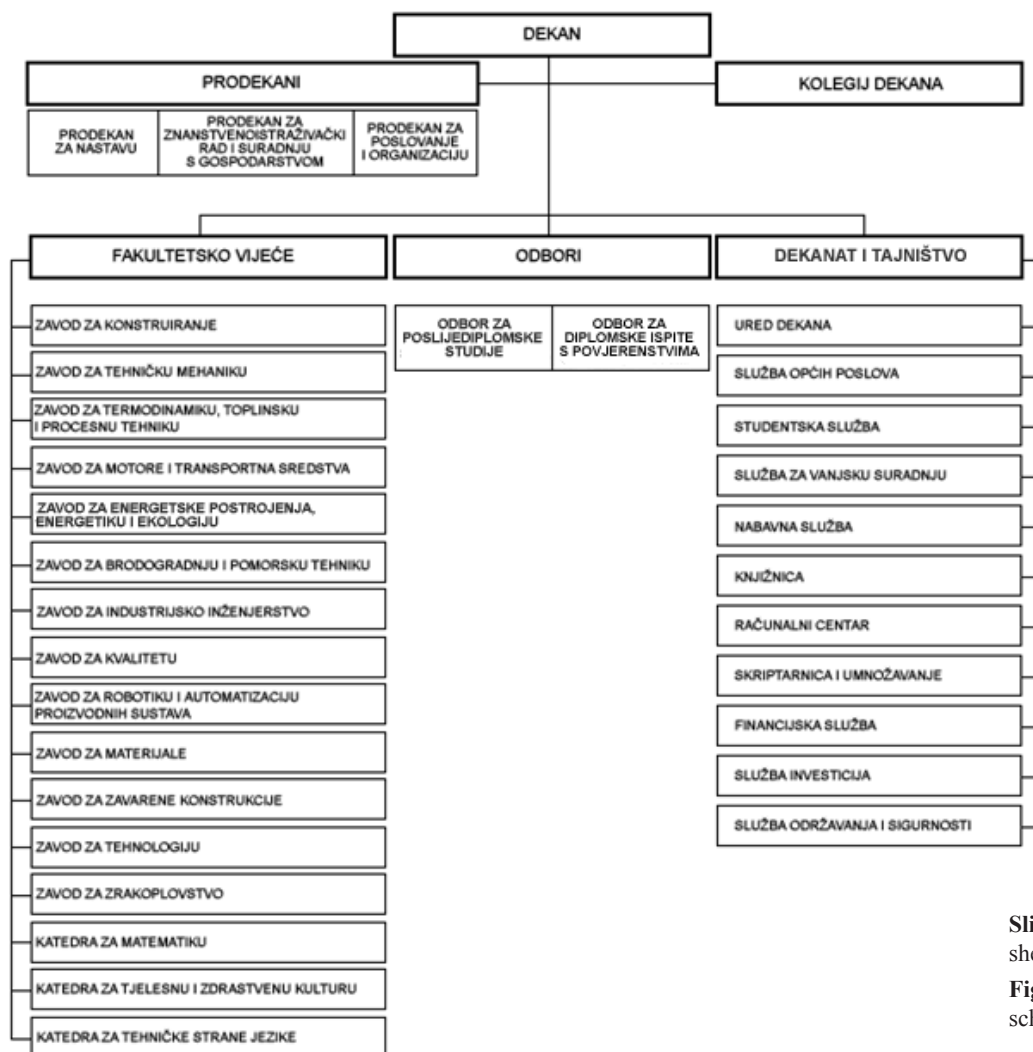 DEKAN
PRODEKANI
KOLEGIJ DEKANA
PRODEKAN
ZA NASTAVU
PRODEKAN ZA
ZNANSTVENOISTRAŽIVAČKI
RAD I SURADNJU
S GOSPODARSTVOM
PRODEKAN ZA
POSLOVANJE
I ORGANIZACIJU
FAKULTETSKO VIJEĆE
ODBORI
DEKANAT I TAJNIŠTVO
ZAVOD ZA KONSTRUIRANJE
ZAVOD ZA TEHNIČKU MEHANIKU
ZAVOD ZA TERMODINAMIKU, TOPLINSKU
I PROCESNU TEHNIKU
ZAVOD ZA MOTORE I TRANSPORTNA SREDSTVA
ZAVOD ZA ENERGETSKE POSTROJENJA,
ENERGETIKU I EKOLOGIJU
ZAVOD ZA BRODOGRADNJU I POMORSKU TEHNIKU
ZAVOD ZA INDUSTRIJSKO INŽENJERSTVO
ZAVOD ZA KVALITETU
ZAVOD ZA ROBOTIKU I AUTOMATIZACIJU
PROIZVODNIH SUSTAVA
ZAVOD ZA MATERIJALE
ZAVOD ZA ZAVARENE KONSTRUKCIJE
ZAVOD ZA TEHNOLOGIJU
ZAVOD ZA ZRAKOPLOVSTVO
KATEDRA ZA MATEMATIKU
KATEDRA ZA TJELESNU I ZDRASTVENU KULTURU
KATEDRA ZA TEHNIČKE STRANE JEZIKE
ODBOR ZA
POSLIJEDIPLOMSKE
STUDIJE
ODBOR ZA
DIPLOMSKE ISPITE
S POVJERENSTVIMA
URED DEKANA
SLUŽBA OPĆIH POSLOVA
STUDENTSKA SLUŽBA
SLUŽBA ZA VANJSKU SURADNJU
NABAVNA SLUŽBA
KNJIŽNICA
RAČUNALNI CENTAR
SKRIPTARNICA I UMNOŽAVANJE
FINANCIJSKA SLUŽBA
SLUŽBA INVESTICIJA
SLUŽBA ODRŽAVANJA I SIGURNOSTI